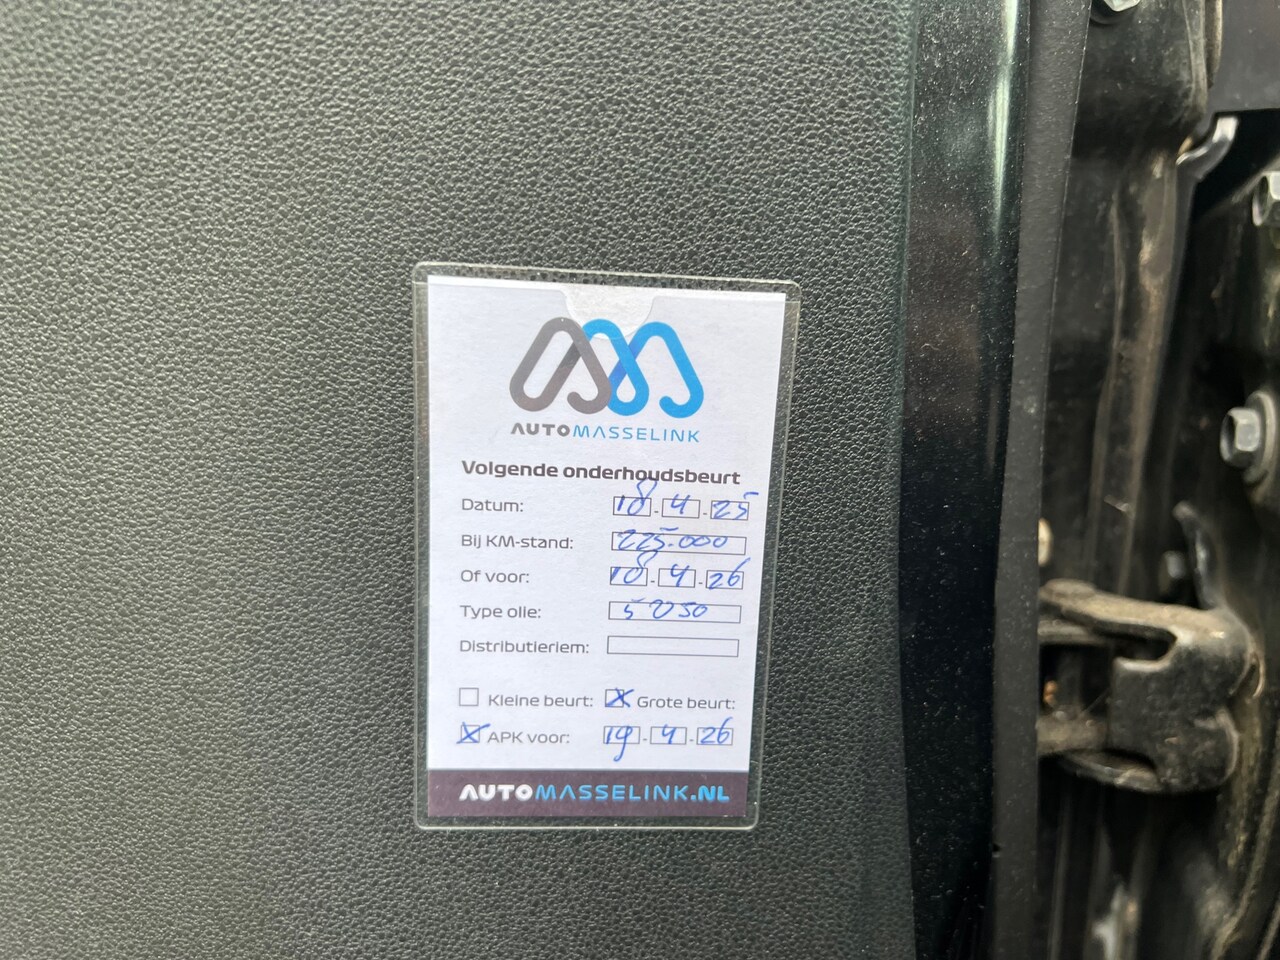 AUTOMASSELINK
Volgende onderhoudsbeurt
Datum: 18-4-25
Bij KM-stand: 225.000
Of voor: 18-4-26
Type olie: 5W30
Distributieriem:
Kleine beurt: X Grote beurt:
X APK voor: 19-4-26
AUTOMASSELINK.NL